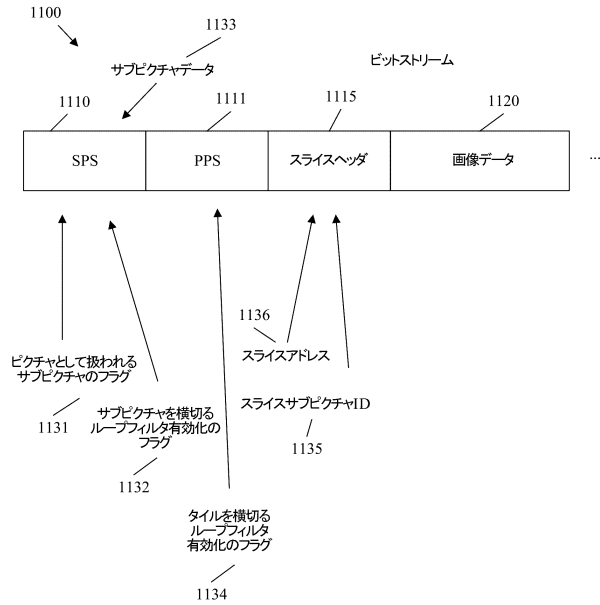 1100
1133
サブピクチャデータ
ビットストリーム
1110
1111
1115
1120
SPS
PPS
スライスヘッダ
画像データ
...
1136
スライスアドレス
ピクチャとして扱われる
サブピクチャのフラグ
1131
スライスサブピクチャID
1135
サブピクチャを横切る
ループフィルタ有効化の
フラグ
1132
タイルを横切る
ループフィルタ
有効化のフラグ
1134